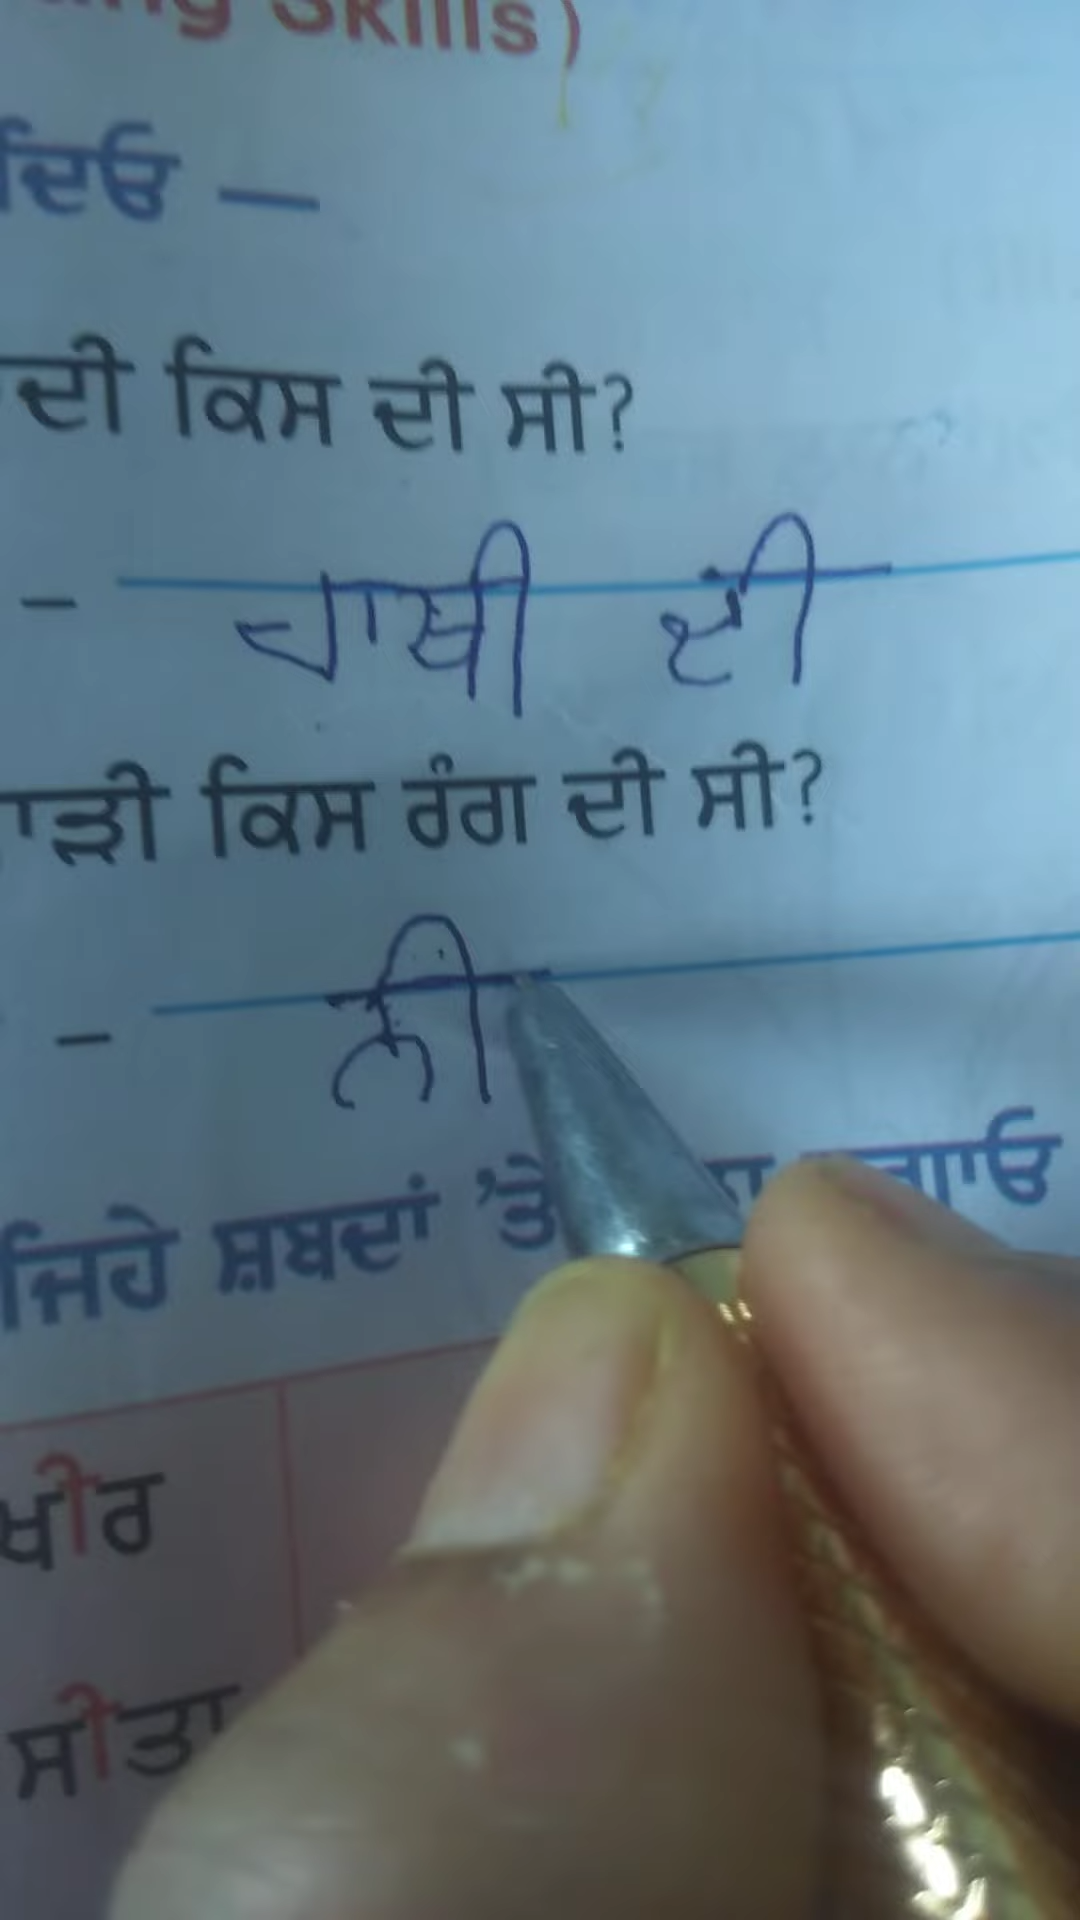 Skills)
ਦਿਓ —
ਦੀ ਕਿਸ ਦੀ ਸੀ?
- ਹਾਥੀ ਦੀ
ਾੜੀ ਕਿਸ ਰੰਗ ਦੀ ਸੀ?
- ਨੀ
ਜਿਹੇ ਸ਼ਬਦਾਂ 'ਤੇ
ਖੀਰ
ਸੀਤਾ